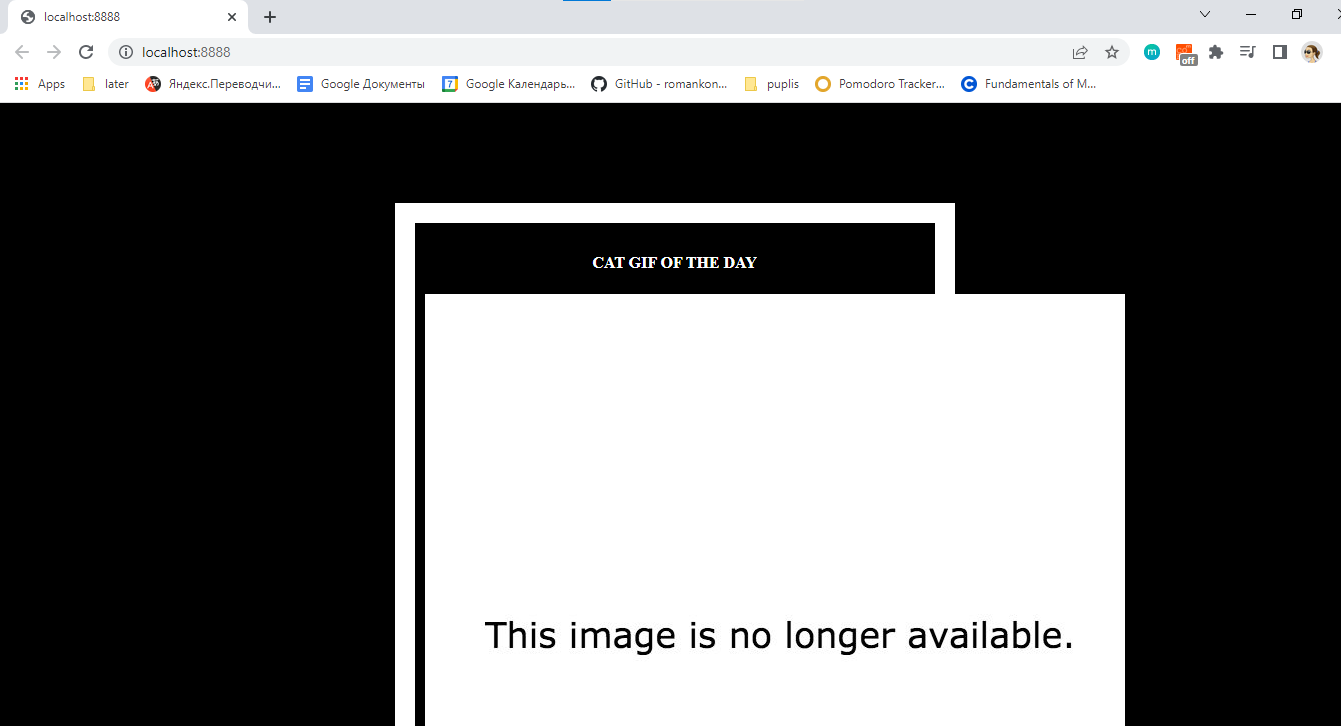 localhost:8888
localhost:8888
off
Apps later Яндекс.Переводчи... Google Документы 7 Google Календарь... GitHub - romankon... puplis Pomodoro Tracker... Fundamentals of M...
CAT GIF OF THE DAY
This image is no longer available.